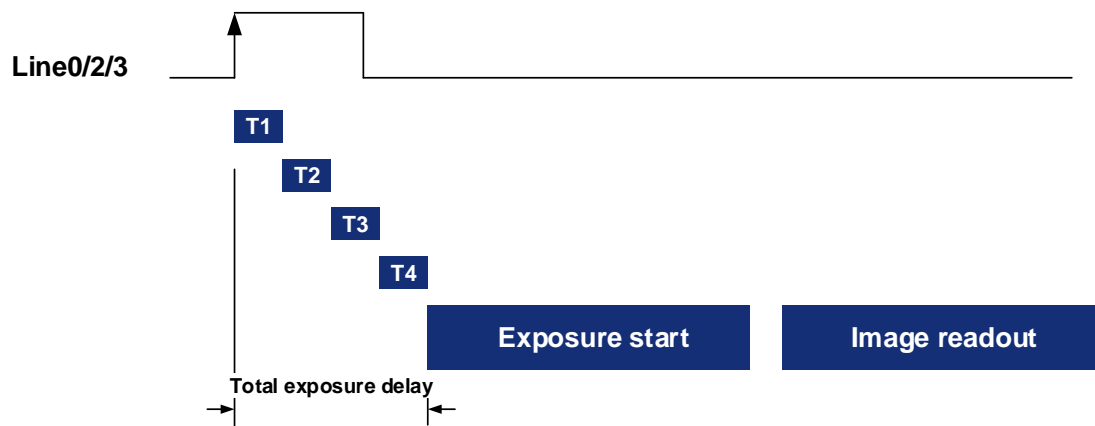 Line0/2/3
T1
T2
T3
T4
Exposure start
Image readout
Total exposure delay